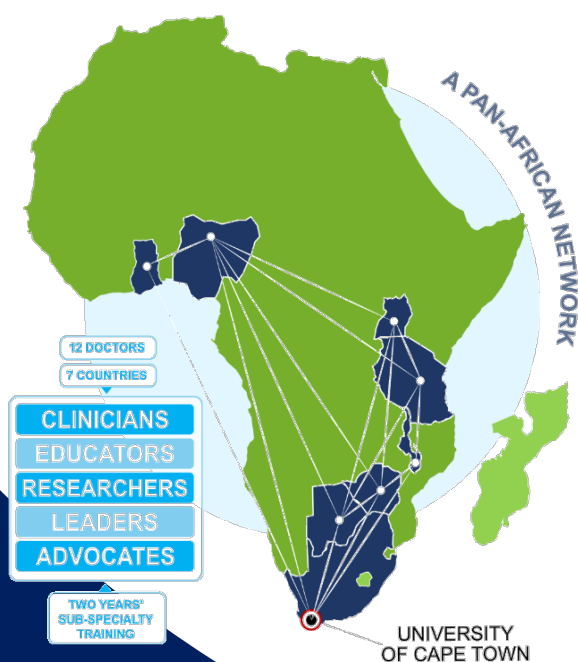 A PAN-AFRICAN NETWORK
12 DOCTORS
7 COUNTRIES
CLINICIANS
EDUCATORS
RESEARCHERS
LEADERS
ADVOCATES
TWO YEARS'
SUB-SPECIALTY
TRAINING
UNIVERSITY
OF CAPE TOWN